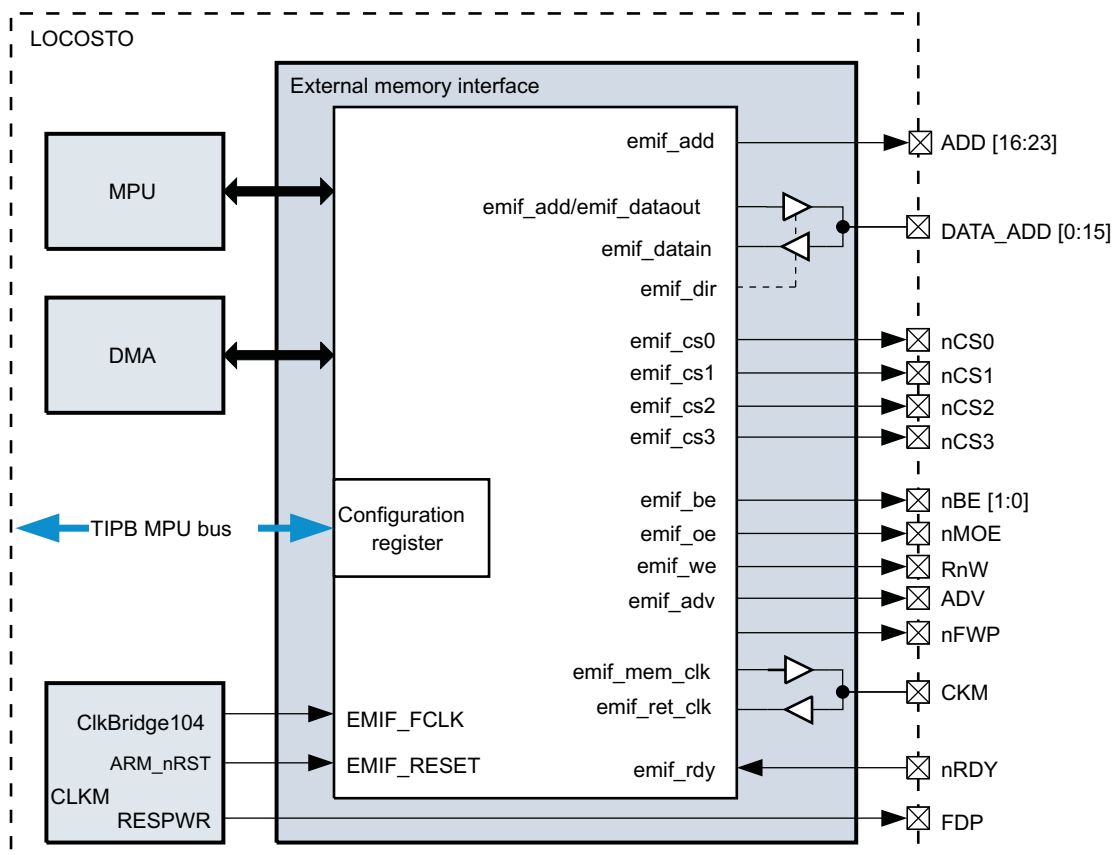 LOCOSTO
External memory interface
MPU
DMA
TIPB MPU bus
Configuration
register
ClkBridge104
ARM_nRST
CLKM
RESPWR
EMIF_FCLK
EMIF_RESET
emif_add
emif_add/emif_dataout
emif_datain
emif_dir
emif_cs0
emif_cs1
emif_cs2
emif_cs3
emif_be
emif_oe
emif_we
emif_adv
emif_mem_clk
emif_ret_clk
emif_rdy
ADD [16:23]
DATA_ADD [0:15]
nCS0
nCS1
nCS2
nCS3
nBE [1:0]
nMOE
RnW
ADV
nFWP
CKM
nRDY
FDP